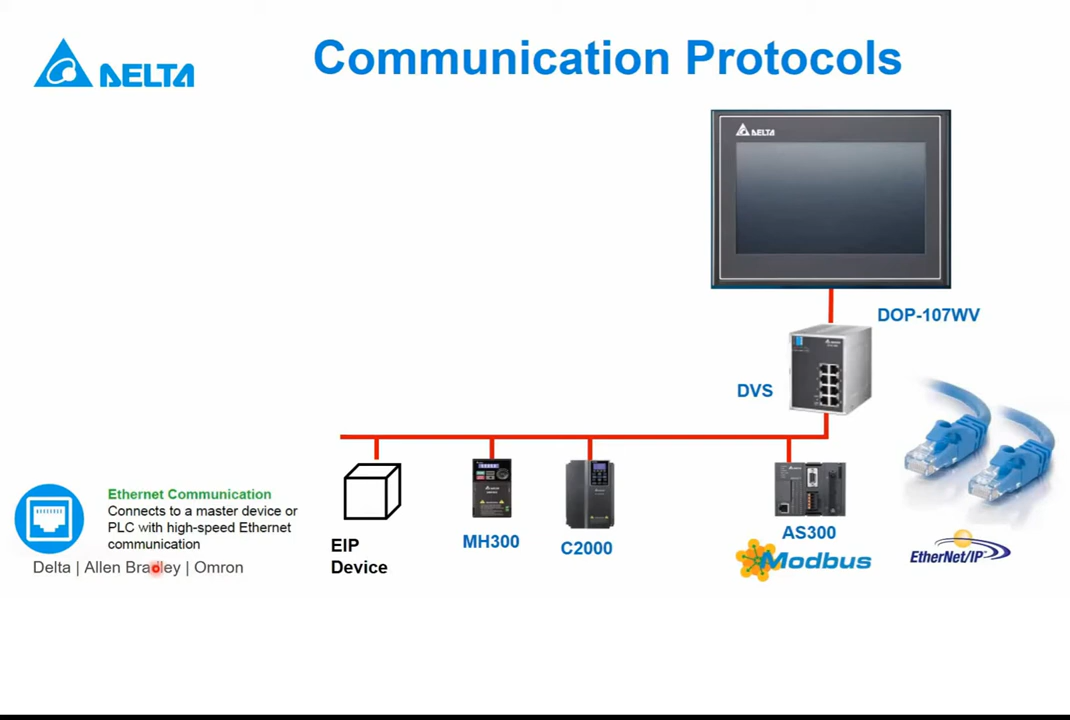 DELTA
Communication Protocols
DELTA
DOP-107WV
DVS
Ethernet Communication
Connects to a master device or
PLC with high-speed Ethernet
communication
Delta | Allen Bradley | Omron
EIP
Device
MH300
C2000
AS300
Modbus
EtherNet/IP